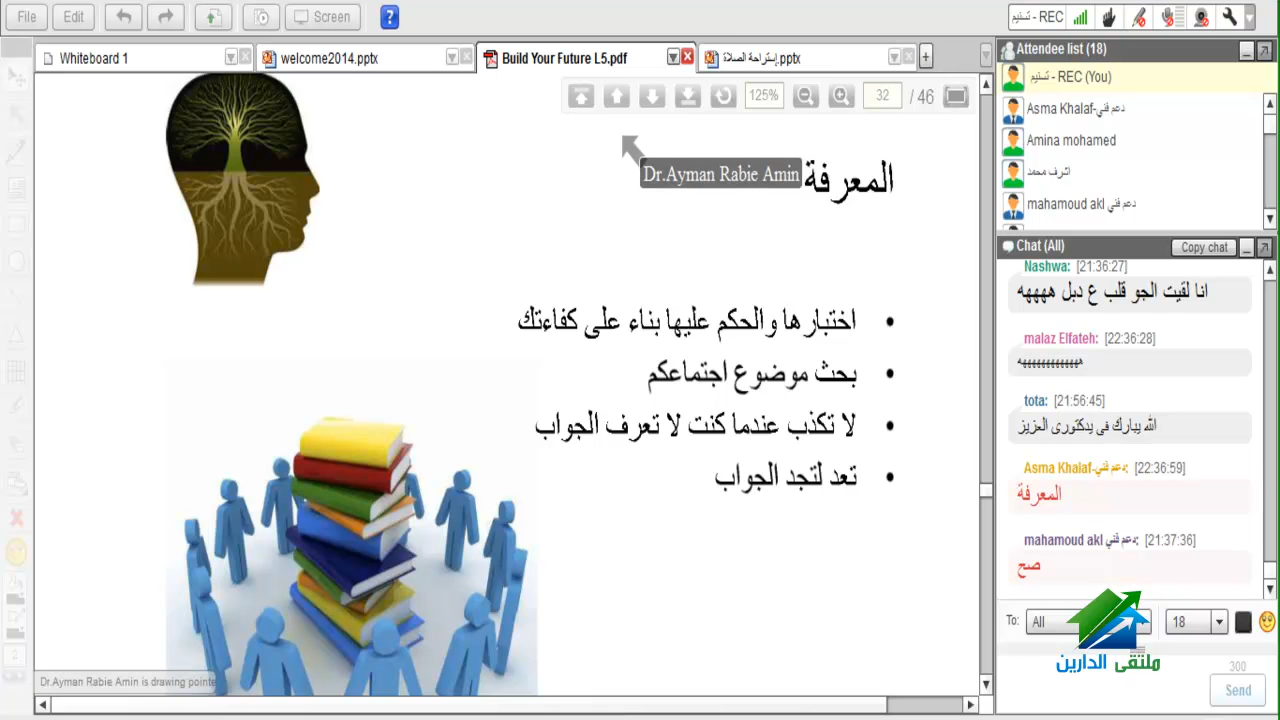 File
Edit
Screen
?
تسنيم - REC
Whiteboard 1
welcome2014.pptx
Build Your Future L5.pdf
إستراحة الصلاة.pptx
125%
32
/ 46
Dr.Ayman Rabie Amin
المعرفة
• اختبارها والحكم عليها بناء على كفاءتك
• بحث موضوع اجتماعكم
• لا تكذب عندما كنت لا تعرف الجواب
• تعد لتجد الجواب
Dr.Ayman Rabie Amin is drawing pointe
Attendee list (18)
تسنيم - REC (You)
Asma Khalaf-دعم فني
Amina mohamed
اشرف محمد
mahamoud akl دعم فني
Chat (All)
Copy chat
Nashwa: [21:36:27]
انا لقيت الجو قلب ع دبل هههههه
malaz Elfateh: [22:36:28]
tota: [21:56:45]
الله يبارك فى يدكتورى العزيز
Asma Khalaf-دعم فني: [22:36:59]
المعرفة
mahamoud akl دعم فني: [21:37:36]
صح
To:
All
18
ملتقى الدارين
300
Send
2